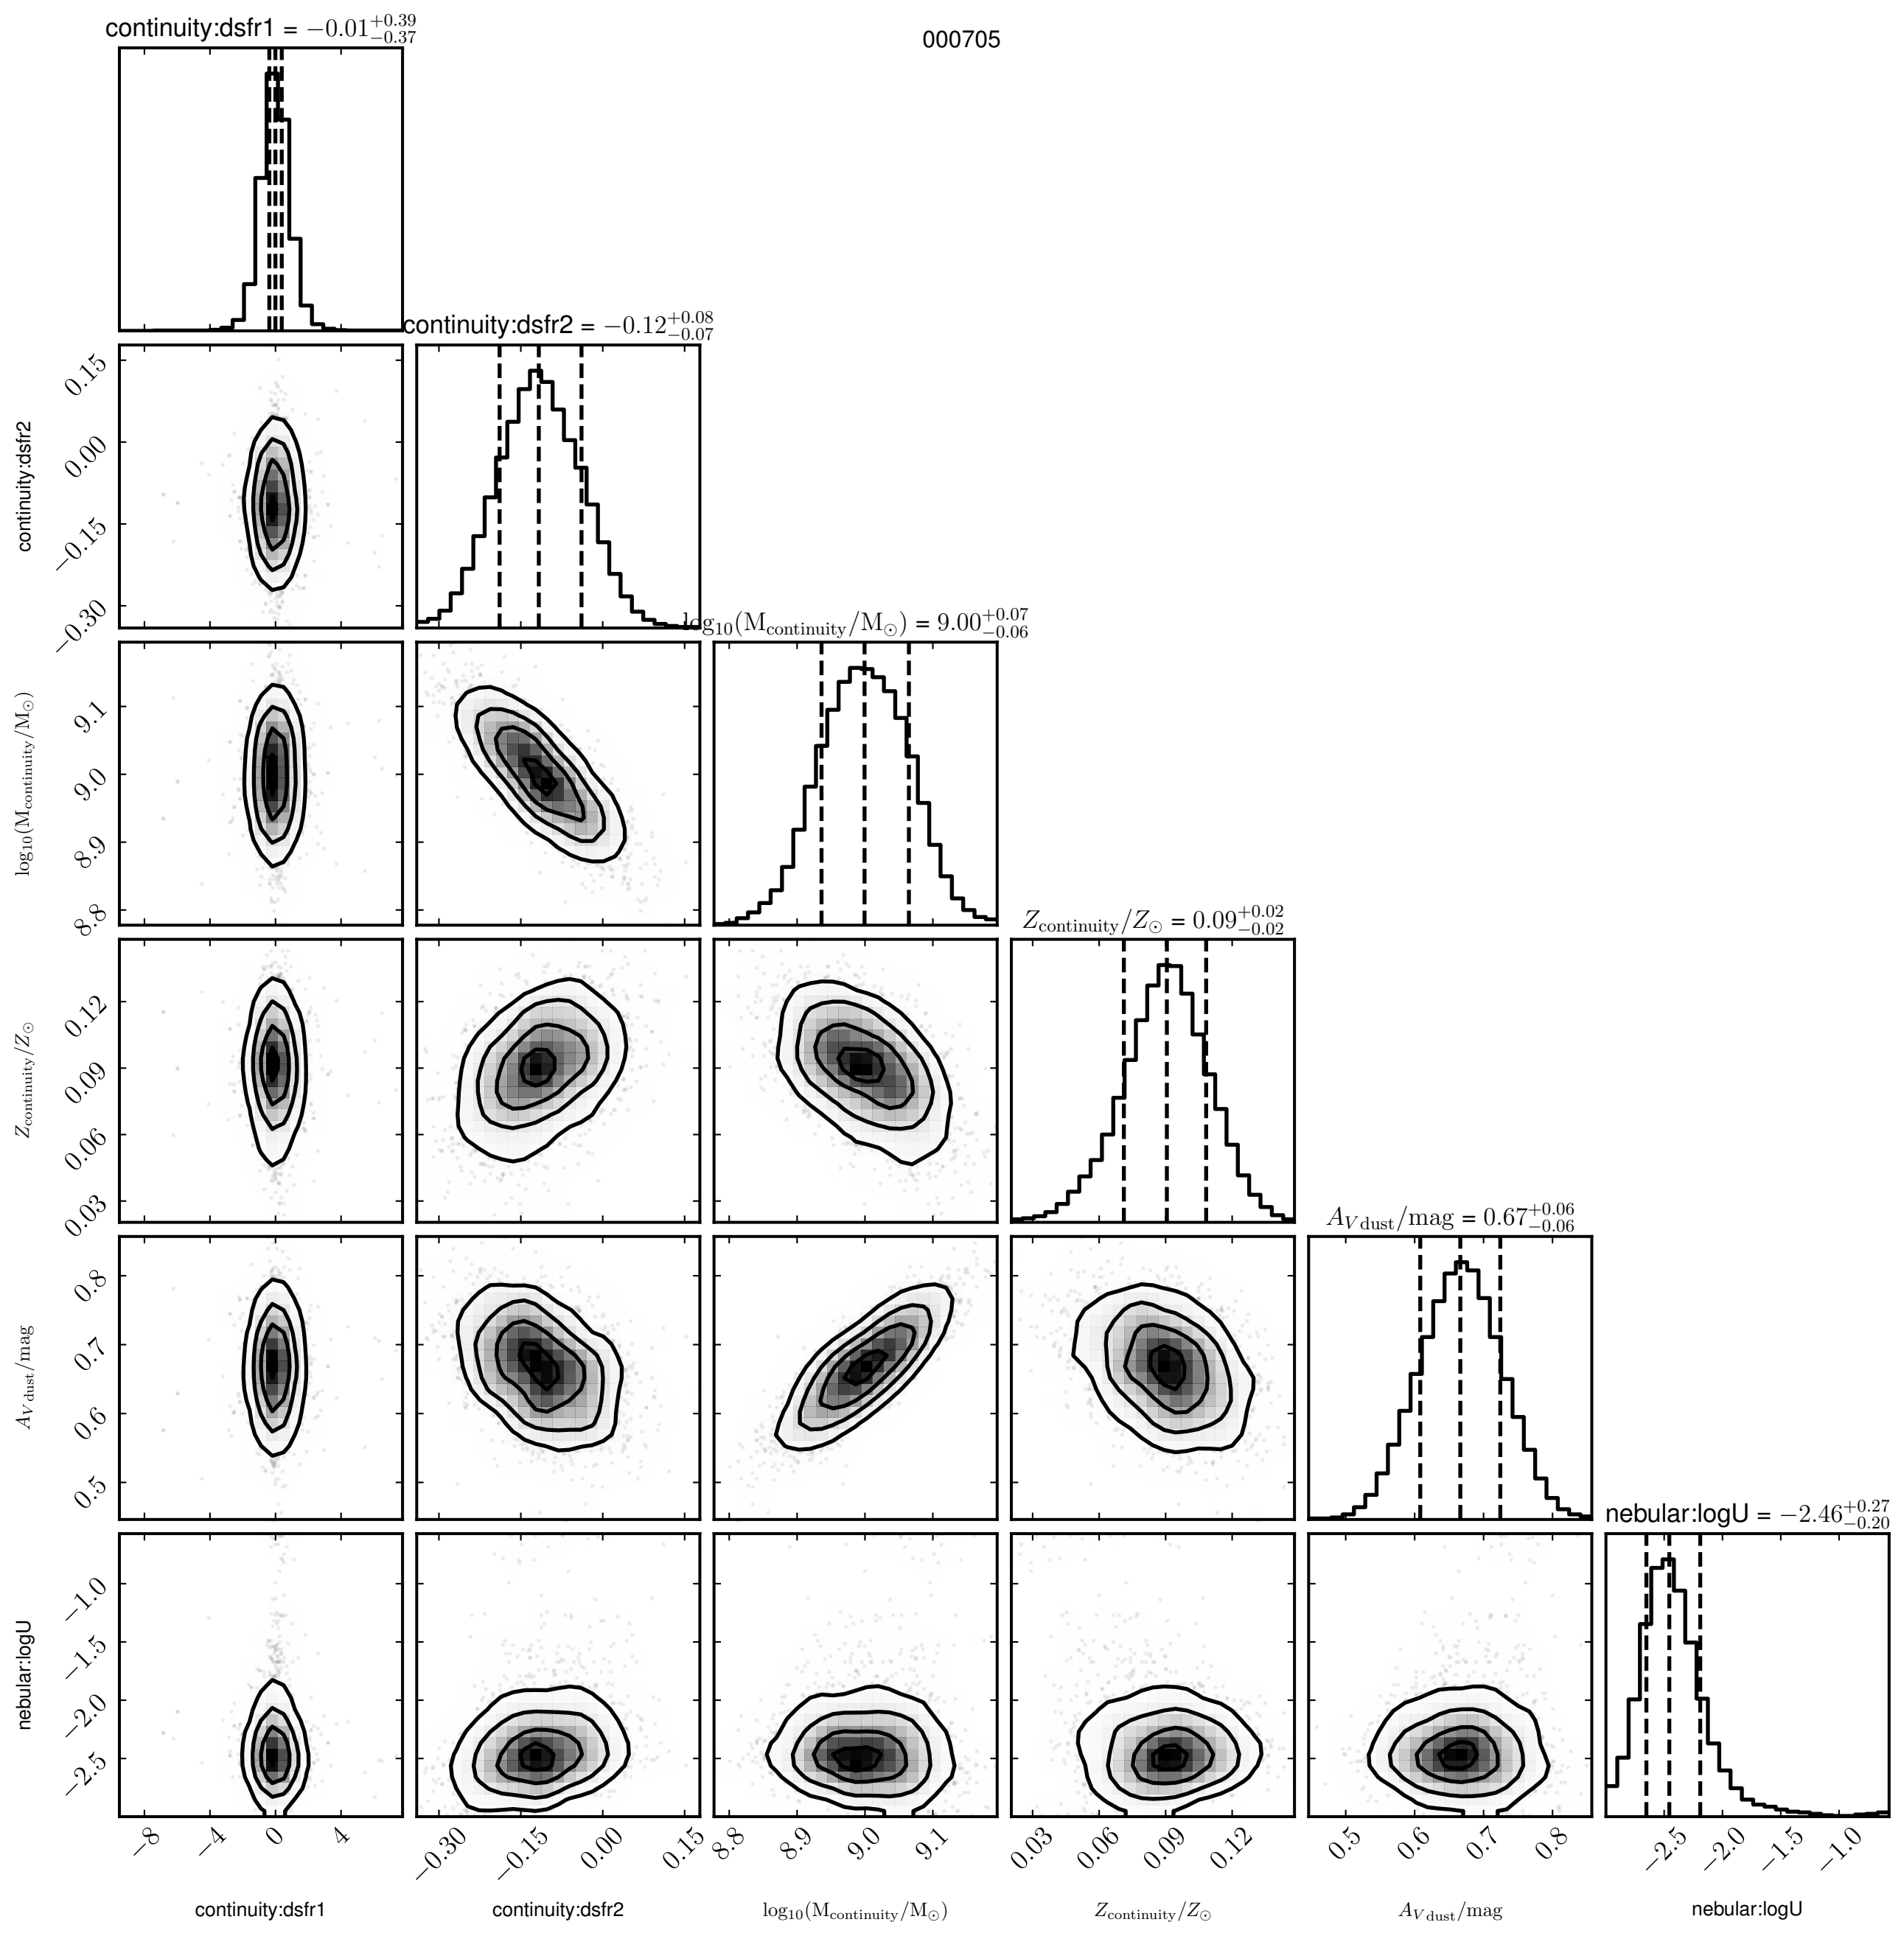 continuity:dsfr1 = −0.01+0.39−0.37
000705
continuity:dsfr2 = −0.12+0.08−0.07
0.15
0.00
−0.15
−0.30
continuity:dsfr2
log10(Mcontinuity/M⊙) = 9.00+0.07−0.06
9.1
9.0
8.9
8.8
log10(Mcontinuity/M⊙)
Zcontinuity/Z⊙ = 0.09+0.02−0.02
0.12
0.09
0.06
0.03
Zcontinuity/Z⊙
AV dust/mag = 0.67+0.06−0.06
0.8
0.7
0.6
0.5
AV dust/mag
nebular:logU = −2.46+0.27−0.20
−1.0
−1.5
−2.0
−2.5
nebular:logU
−8 −4 0 4 −0.30 −0.15 0.00 0.15 8.8 8.9 9.0 9.1 0.03 0.06 0.09 0.12 0.5 0.6 0.7 0.8 −2.5 −2.0 −1.5 −1.0
continuity:dsfr1 continuity:dsfr2 log10(Mcontinuity/M⊙) Zcontinuity/Z⊙ AV dust/mag nebular:logU